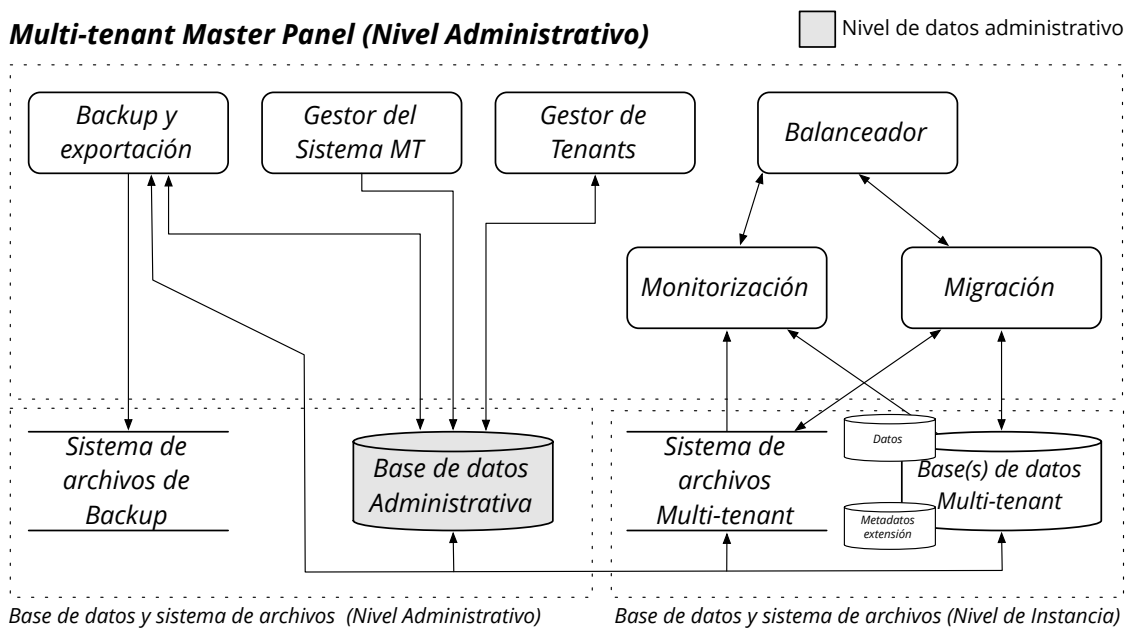 Multi-tenant Master Panel (Nivel Administrativo)
Nivel de datos administrativo
Backup y
exportación
Gestor del
Sistema MT
Gestor de
Tenants
Balanceador
Monitorización
Migración
Sistema de
archivos de
Backup
Base de datos
Administrativa
Sistema de
archivos
Multi-tenant
Datos
Metadatos
extensión
Base(s) de datos
Multi-tenant
Base de datos y sistema de archivos (Nivel Administrativo)
Base de datos y sistema de archivos (Nivel de Instancia)